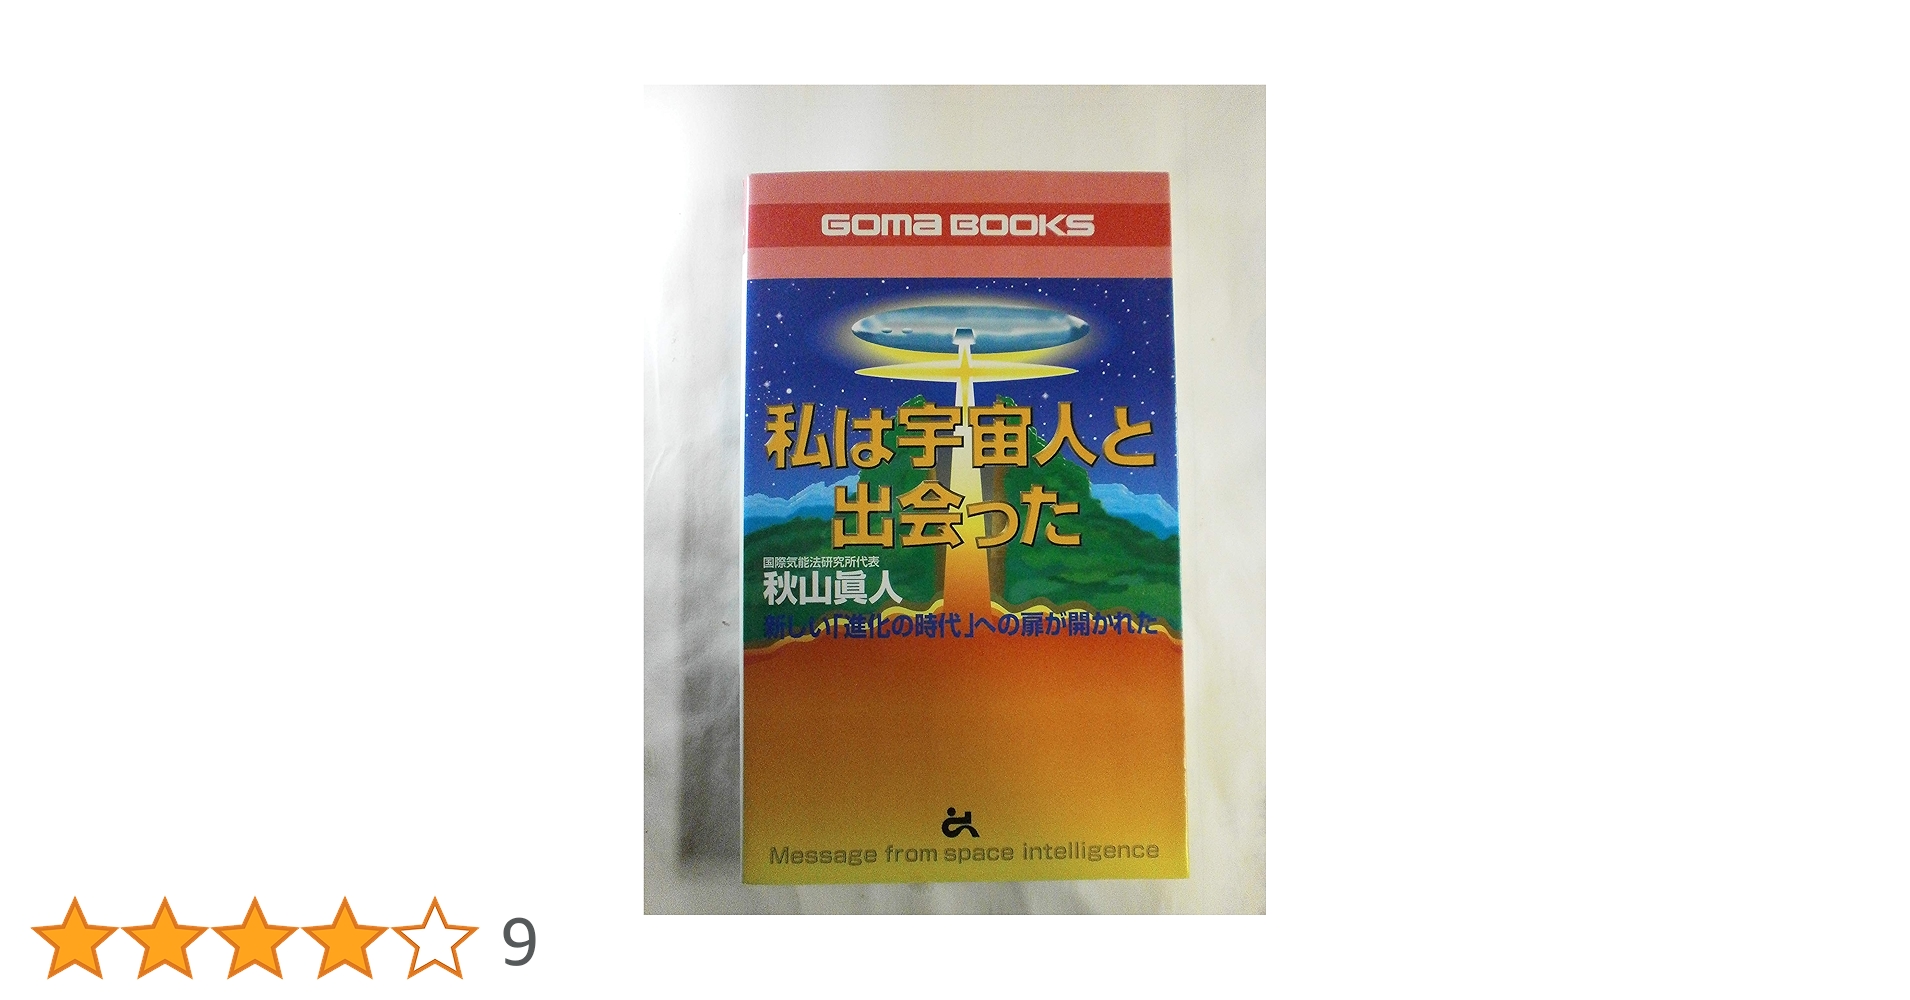 GOMA BOOKS
私は宇宙人と
出会った
国際気能法研究所代表
秋山眞人
新しい「進化の時代」への扉が開かれた
Message from space intelligence
9